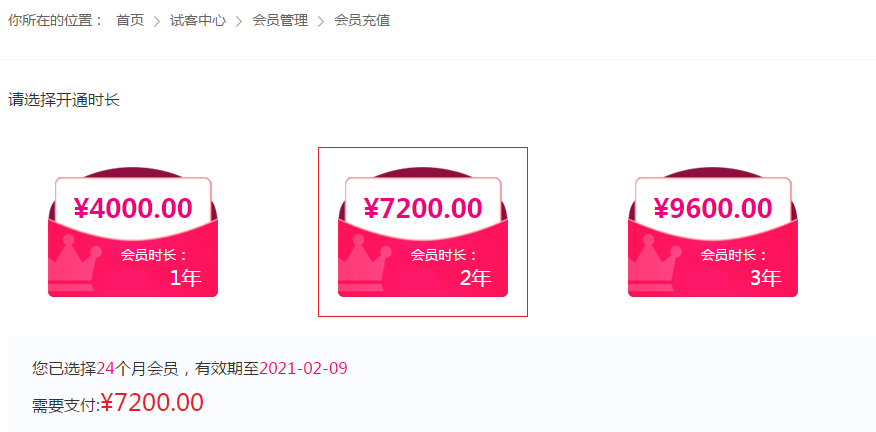 你所在的位置： 首页 > 试客中心 > 会员管理 > 会员充值
请选择开通时长
¥4000.00 ¥7200.00 ¥9600.00
会员时长： 会员时长： 会员时长：
1年 2年 3年
您已选择24个月会员，有效期至2021-02-09
需要支付:¥7200.00